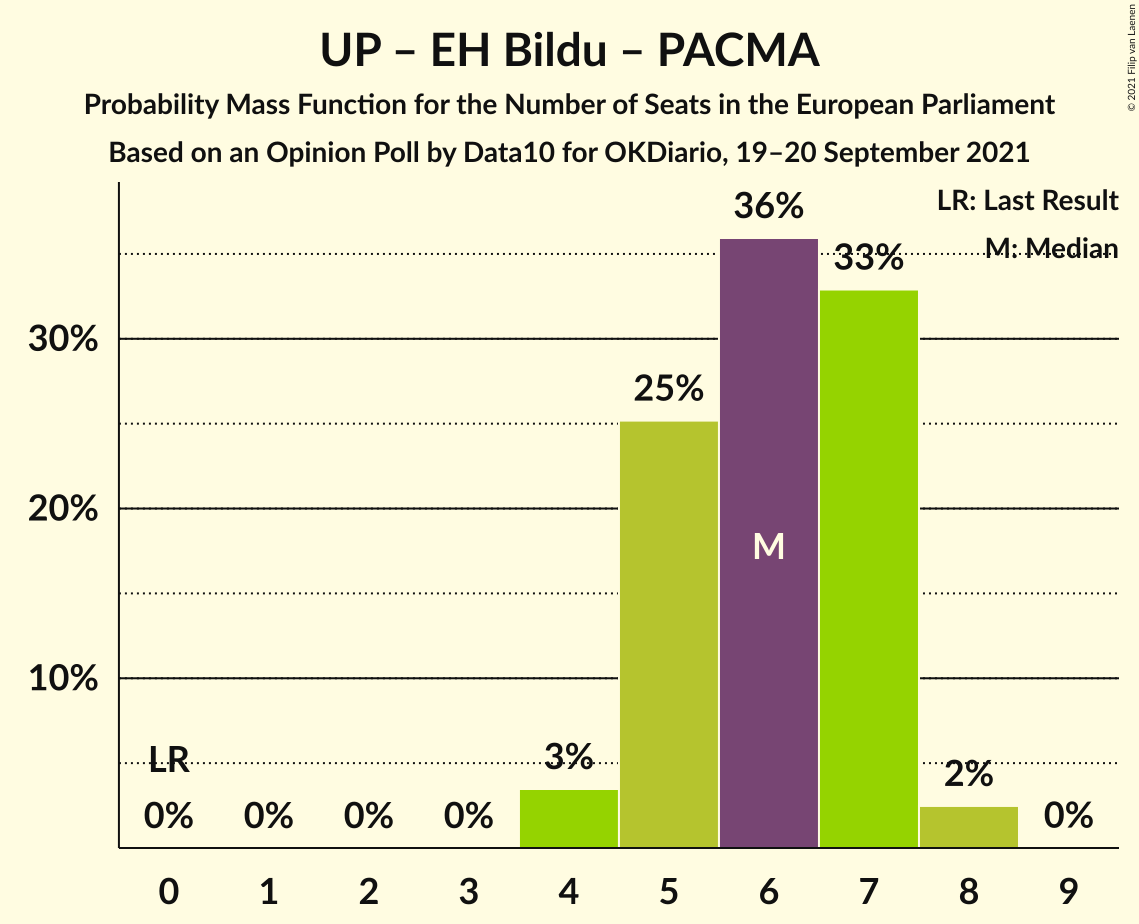 UP – EH Bildu – PACMA
Probability Mass Function for the Number of Seats in the European Parliament
Based on an Opinion Poll by Data10 for OKDiario, 19–20 September 2021
© 2021 Filip van Laenen
LR: Last Result
M: Median
36%
33%
30%
25%
20%
M
10%
LR
3%
2%
0% 0% 0% 0% 0%
0 1 2 3 4 5 6 7 8 9